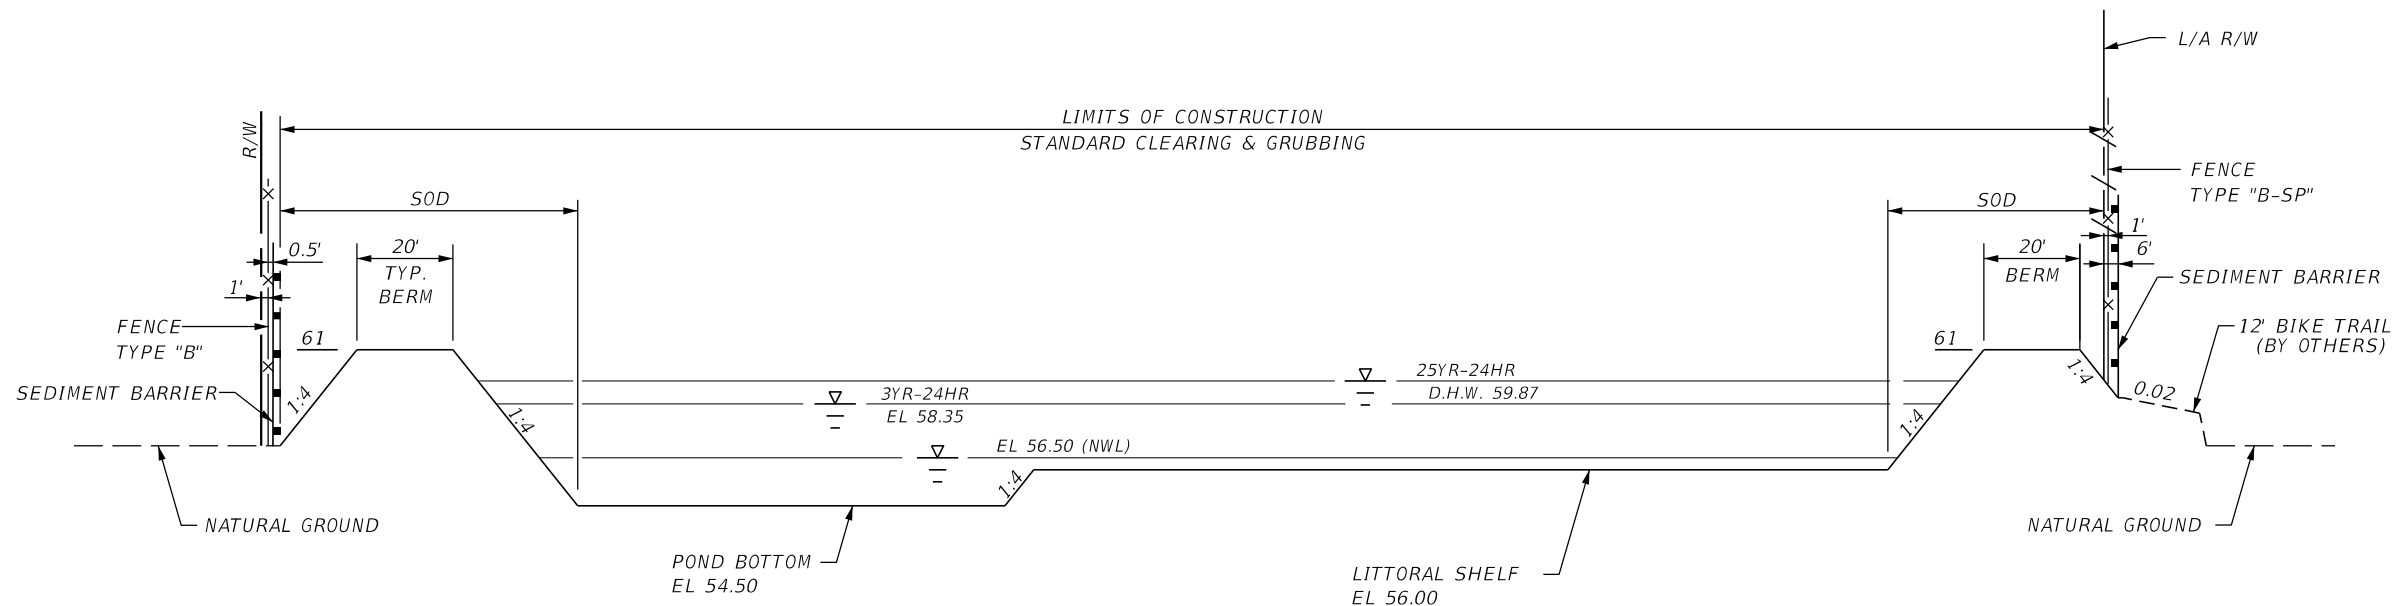 L/A R/W
LIMITS OF CONSTRUCTION
STANDARD CLEARING & GRUBBING
R/W
FENCE
TYPE "B-SP"
SOD
SOD
1'
6'
0.5'
20'
TYP.
BERM
20'
BERM
SEDIMENT BARRIER
1'
FENCE
TYPE "B"
61
61
12' BIKE TRAIL
(BY OTHERS)
25YR-24HR
D.H.W. 59.87
3YR-24HR
EL 58.35
SEDIMENT BARRIER
1:4
1:4
1:4
1:4
0.02
EL 56.50 (NWL)
1:4
NATURAL GROUND
NATURAL GROUND
POND BOTTOM
EL 54.50
LITTORAL SHELF
EL 56.00